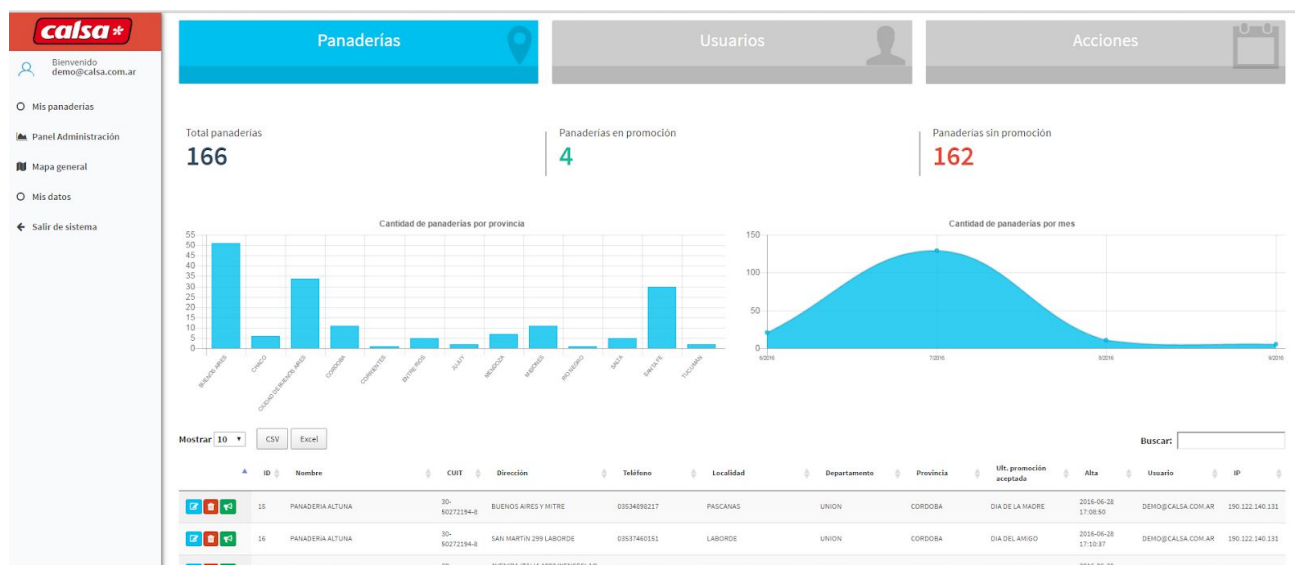 calsa*
Bienvenido
demo@calsa.com.ar
Mis panaderías
Panel Administración
Mapa general
Mis datos
Salir de sistema
Panaderías
Usuarios
Acciones
Total panaderías
166
Panaderías en promoción
4
Panaderías sin promoción
162
Cantidad de panaderías por provincia
55
50
45
40
35
30
25
20
15
10
5
0
BUENOS AIRES
CHACO
CIUDAD DE BUENOS AIRES
CORDOBA
CORRIENTES
ENTRE RIOS
JUJUY
MENDOZA
MISIONES
RIO NEGRO
SALTA
SANTA FE
TUCUMAN
Cantidad de panaderías por mes
150
100
50
0
6/2016
7/2016
8/2016
9/2016
Mostrar 10 CSV Excel Buscar:
ID Nombre CUIT Dirección Teléfono Localidad Departamento Provincia Ult. promoción aceptada Alta Usuario IP
15 PANADERIA ALTUNA 30-50272194-8 BUENOS AIRES Y MITRE 03534898217 PASCANAS UNION CORDOBA DIA DE LA MADRE 2016-06-28 17:08:50 DEMO@CALSA.COM.AR 190.122.140.131
16 PANADERIA ALTUNA 30-50272194-8 SAN MARTIN 299 LABORDE 03537460151 LABORDE UNION CORDOBA DIA DEL AMIGO 2016-06-28 17:10:37 DEMO@CALSA.COM.AR 190.122.140.131